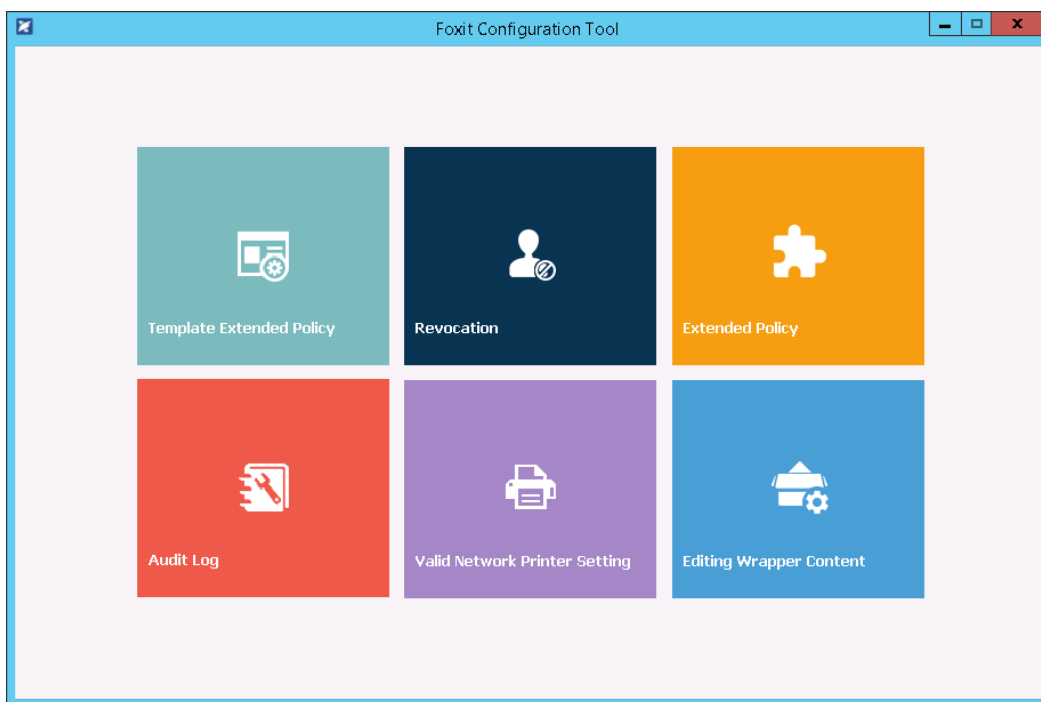 Foxit Configuration Tool
Template Extended Policy
Revocation
Extended Policy
Audit Log
Valid Network Printer Setting
Editing Wrapper Content